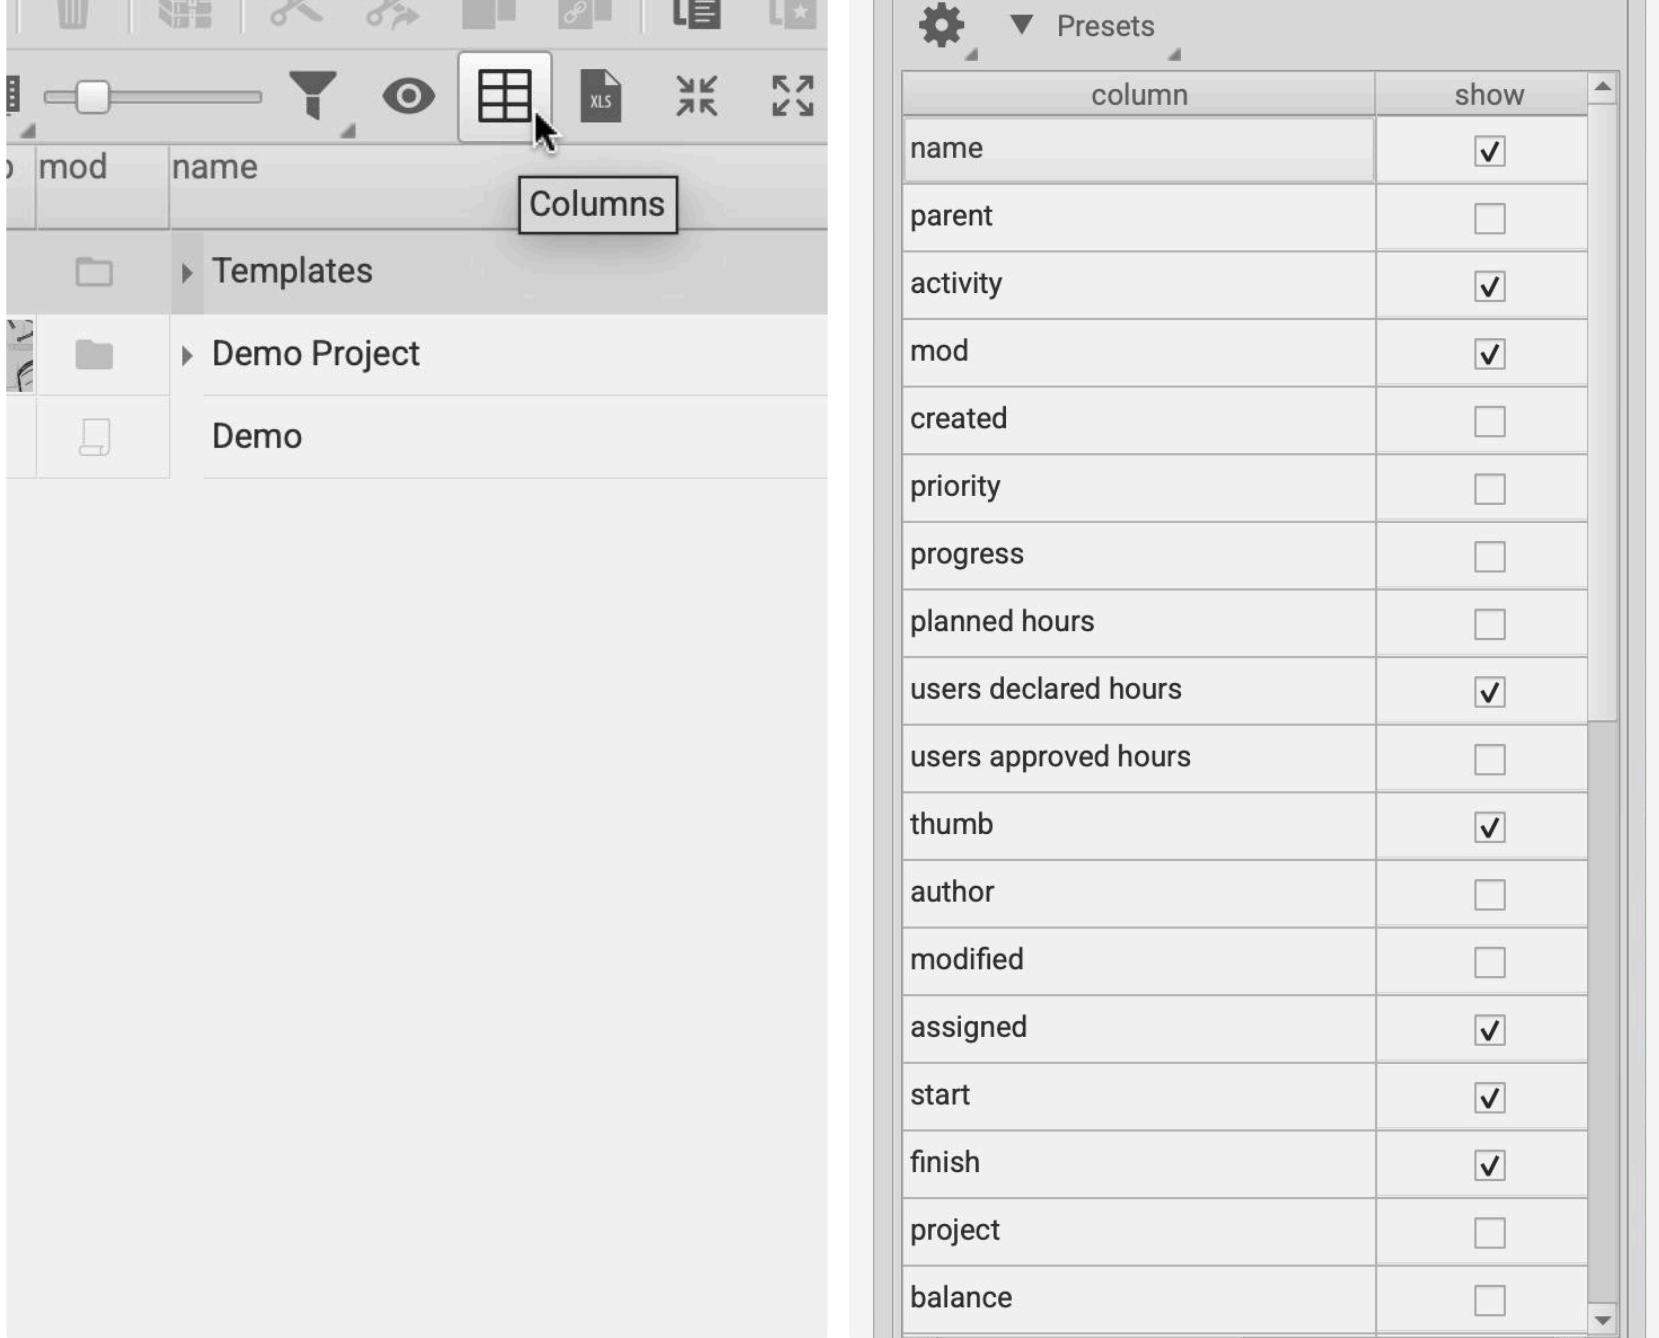 XLS
mod
name
Columns
Templates
Demo Project
Demo
Presets
column
show
name
parent
activity
mod
created
priority
progress
planned hours
users declared hours
users approved hours
thumb
author
modified
assigned
start
finish
project
balance